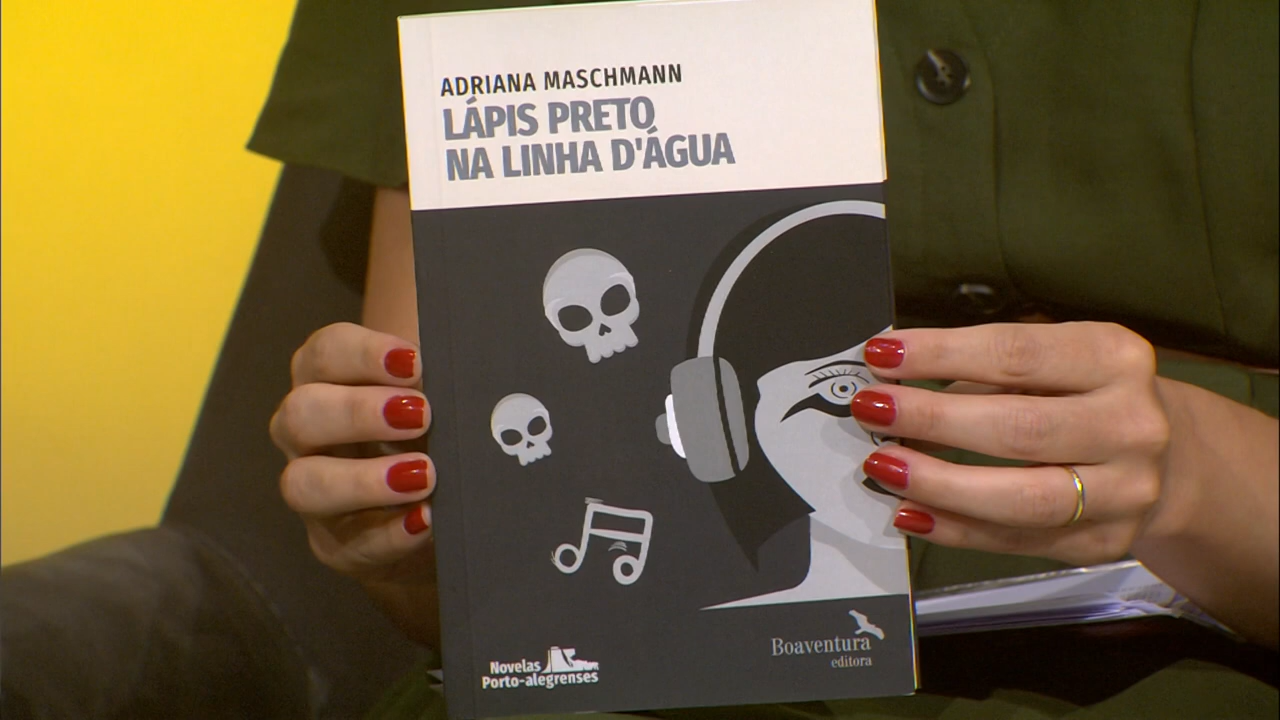 ADRIANA MASCHMANN
LÁPIS PRETO
NA LINHA D'ÁGUA
Novelas
Porto-alegrenses
Boaventura
editora